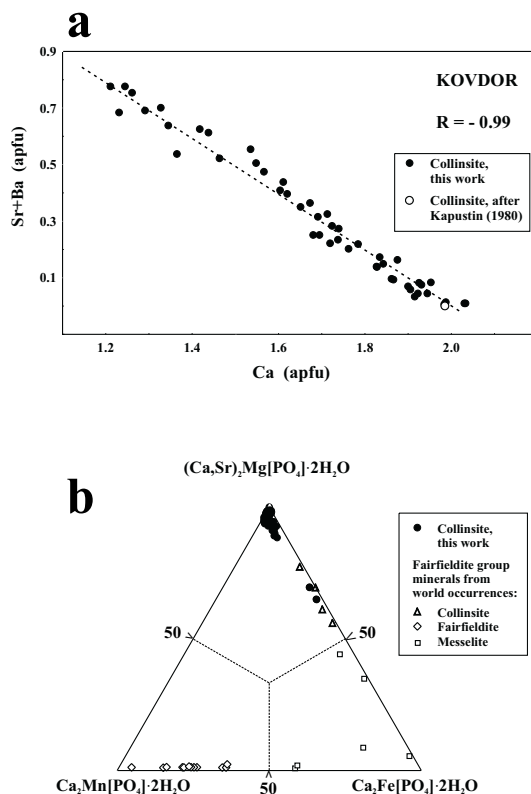 a
0.9
0.7
0.5
0.3
0.1
Sr+Ba (apfu)
KOVDOR
R = - 0.99
Collinsite,
this work
Collinsite, after
Kapustin (1980)
1.2
1.4
1.6
1.8
2.0
Ca (apfu)
b
(Ca,Sr)₂Mg[PO₄]·2H₂O
Collinsite,
this work
Fairfieldite group
minerals from
world occurrences:
Collinsite
Fairfieldite
Messelite
50
50
Ca₂Mn[PO₄]·2H₂O
Ca₂Fe[PO₄]·2H₂O
50